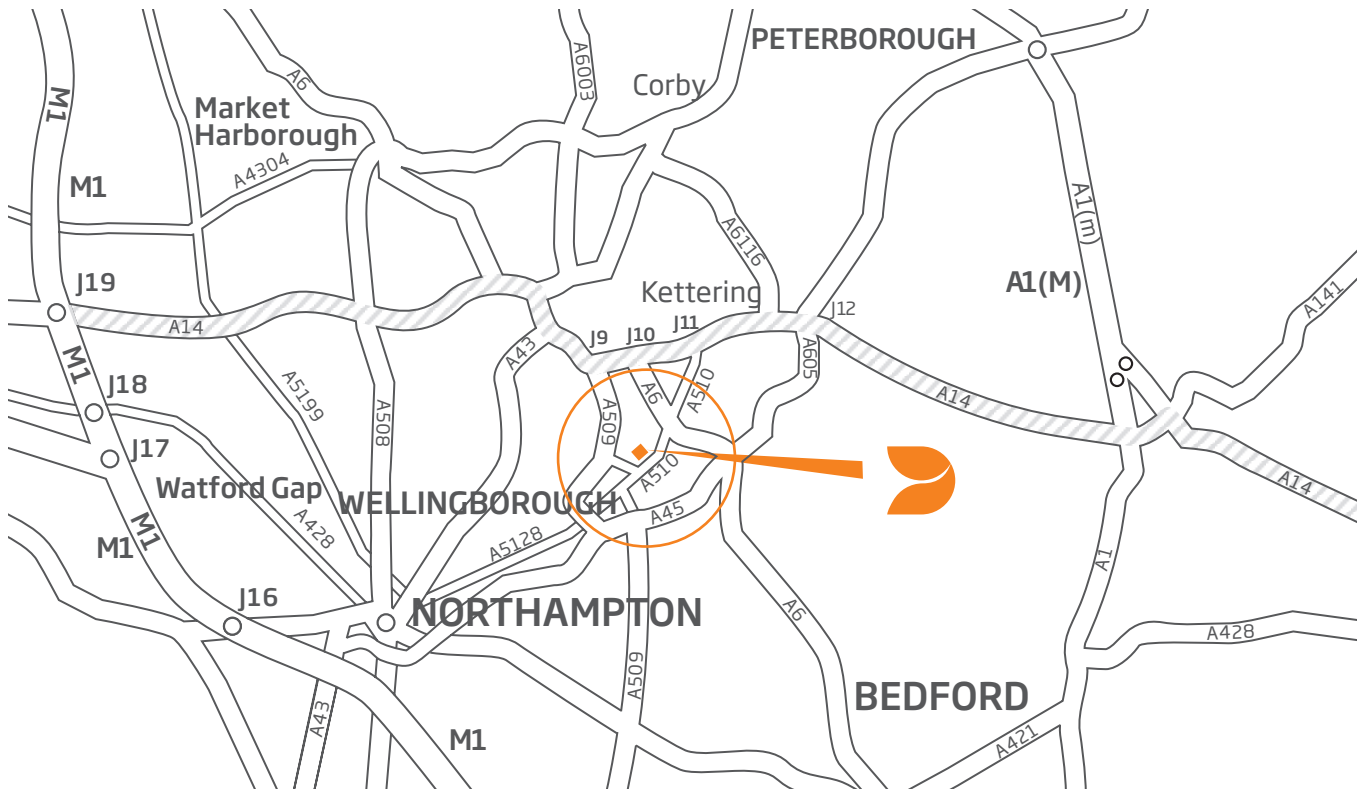 PETERBOROUGH
A6003
A6
Corby
M1
Market
Harborough
A4304
M1
A1(m)
A6116
J19
Kettering
A1(M)
A141
A14
J9
J10
J11
J12
A43
M1
A605
J18
A5199
A508
A6
A510
A14
A509
J17
A510
Watford Gap
WELLINGBOROUGH
A14
A45
A428
M1
M1
A5128
A1
J16
NORTHAMPTON
A6
A428
A509
BEDFORD
A43
M1
A421